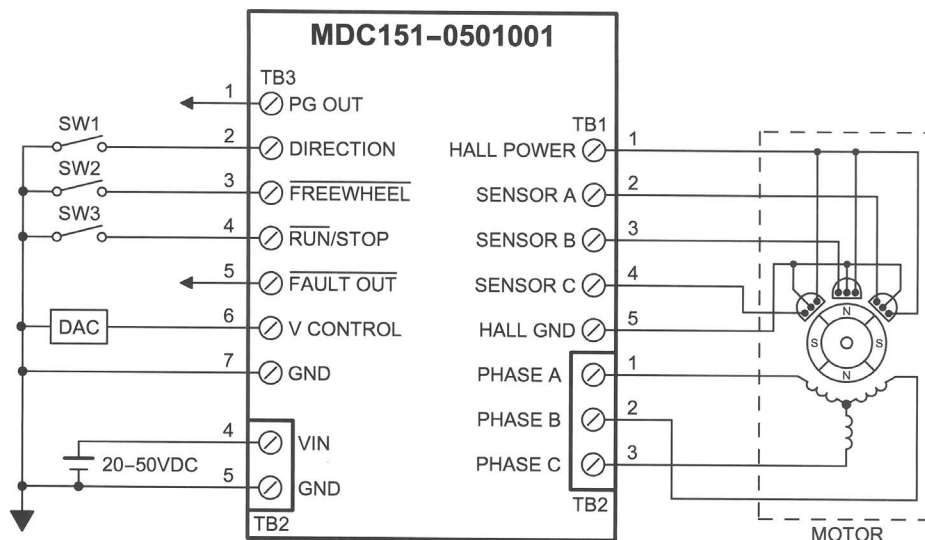 MDC151-0501001
TB3
1 PG OUT
SW1
2 DIRECTION
SW2
3 FREEWHEEL
SW3
4 RUN/STOP
5 FAULT OUT
DAC
6 V CONTROL
7 GND
4 VIN
20-50VDC
5 GND
TB2
TB1
HALL POWER 1
SENSOR A 2
SENSOR B 3
SENSOR C 4
HALL GND 5
PHASE A 1
PHASE B 2
PHASE C 3
TB2
N
S S
N
MOTOR